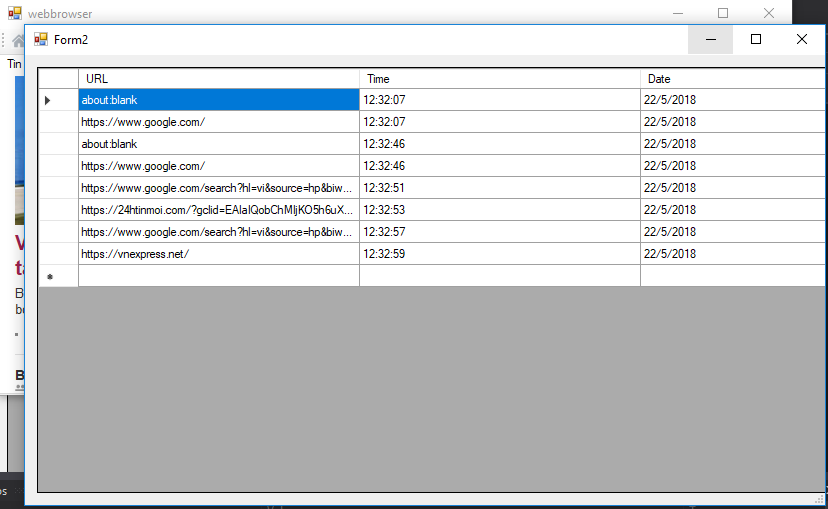 webbrowser
Form2
Tin
URL Time Date
about:blank 12:32:07 22/5/2018
https://www.google.com/ 12:32:07 22/5/2018
about:blank 12:32:46 22/5/2018
https://www.google.com/ 12:32:46 22/5/2018
https://www.google.com/search?hl=vi&source=hp&biw... 12:32:51 22/5/2018
https://24htinmoi.com/?gclid=EAIaIQobChMIjKO5h6uX... 12:32:53 22/5/2018
https://www.google.com/search?hl=vi&source=hp&biw... 12:32:57 22/5/2018
https://vnexpress.net/ 12:32:59 22/5/2018